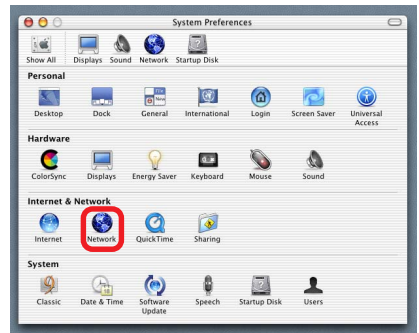 System Preferences
Show All Displays Sound Network Startup Disk
Personal
Desktop Dock General International Login Screen Saver Universal Access
Hardware
ColorSync Displays Energy Saver Keyboard Mouse Sound
Internet & Network
Internet Network QuickTime Sharing
System
Classic Date & Time Software Update Speech Startup Disk Users